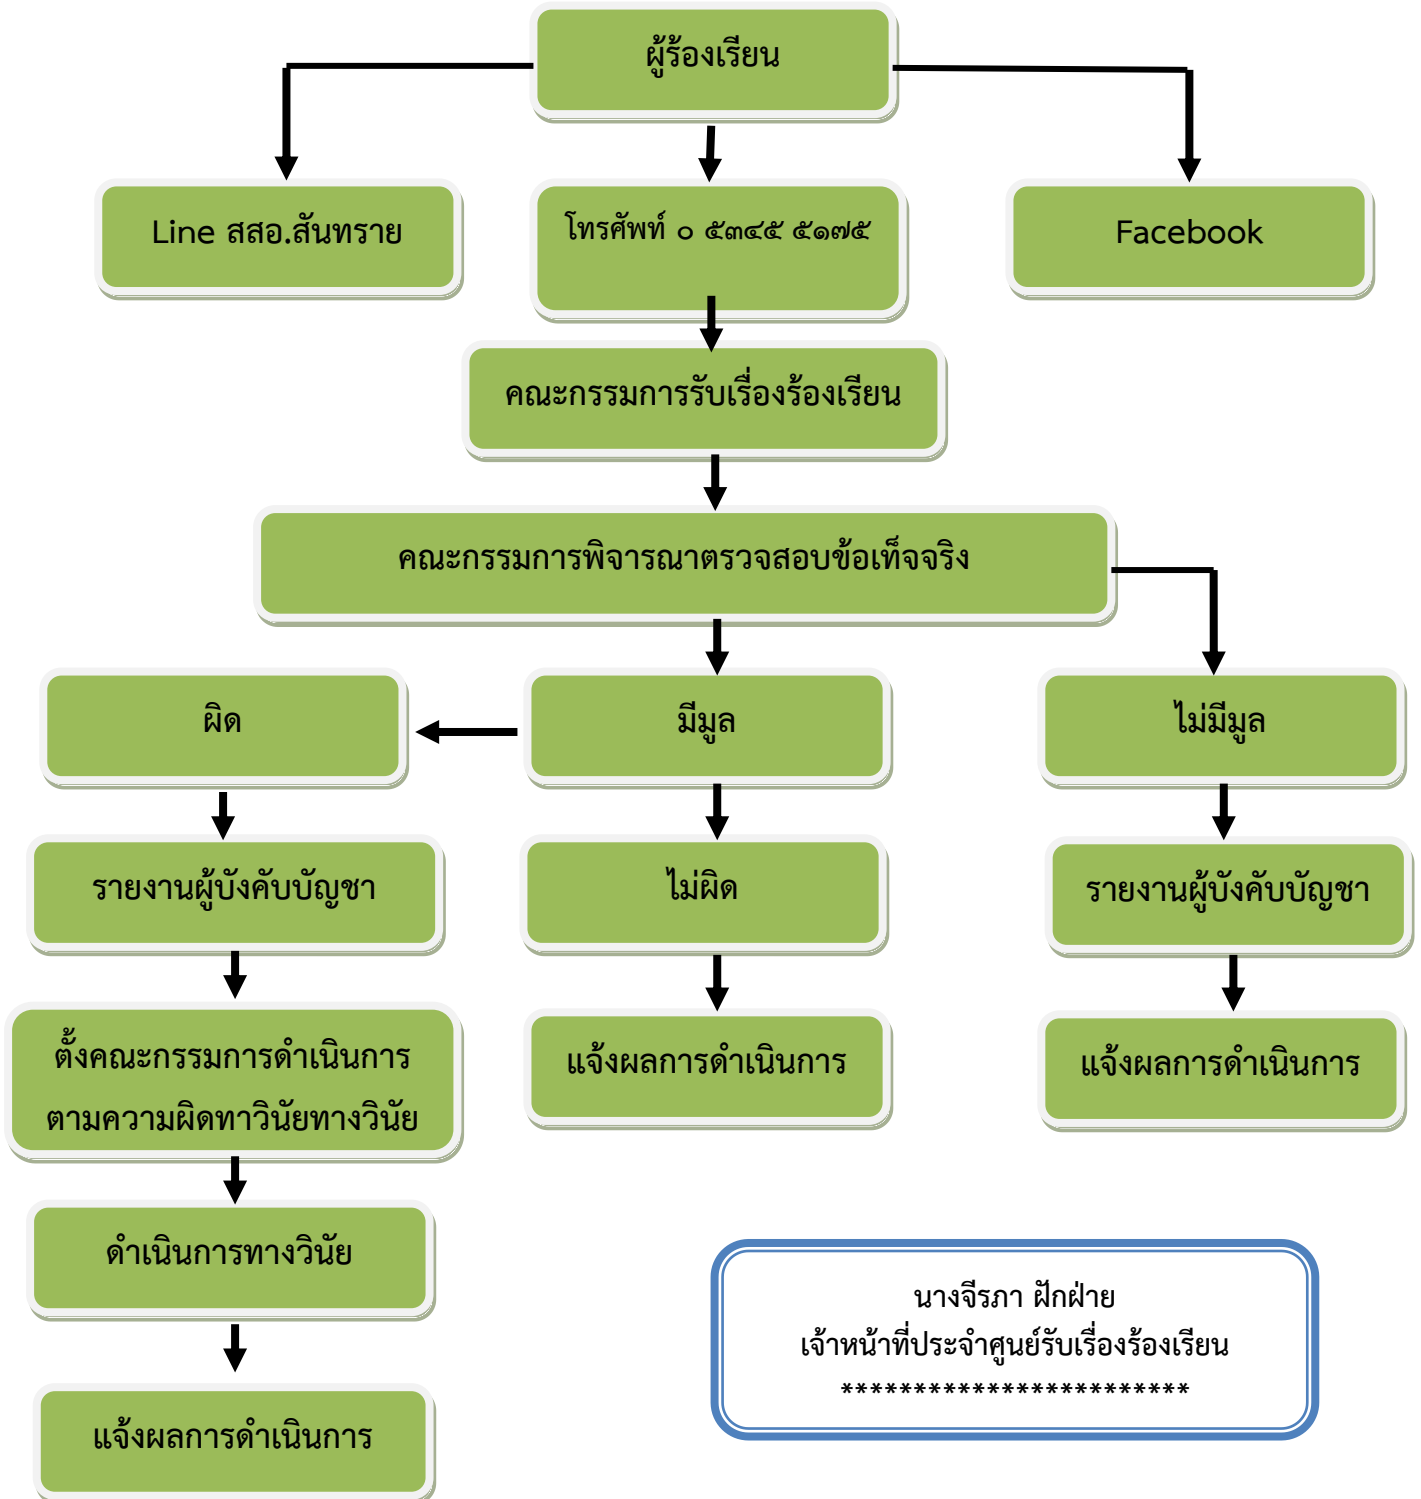 ผู้ร้องเรียน
Line สสอ.สันทราย
โทรศัพท์ ๐ ๕๓๔๕ ๕๑๗๕
Facebook
คณะกรรมการรับเรื่องร้องเรียน
คณะกรรมการพิจารณาตรวจสอบข้อเท็จจริง
ผิด
มีมูล
ไม่มีมูล
รายงานผู้บังคับบัญชา
ไม่ผิด
รายงานผู้บังคับบัญชา
ตั้งคณะกรรมการดำเนินการ
ตามความผิดทาวินัยทางวินัย
แจ้งผลการดำเนินการ
แจ้งผลการดำเนินการ
ดำเนินการทางวินัย
แจ้งผลการดำเนินการ
นางจีรภา ฝักฝ่าย
เจ้าหน้าที่ประจำศูนย์รับเรื่องร้องเรียน
************************